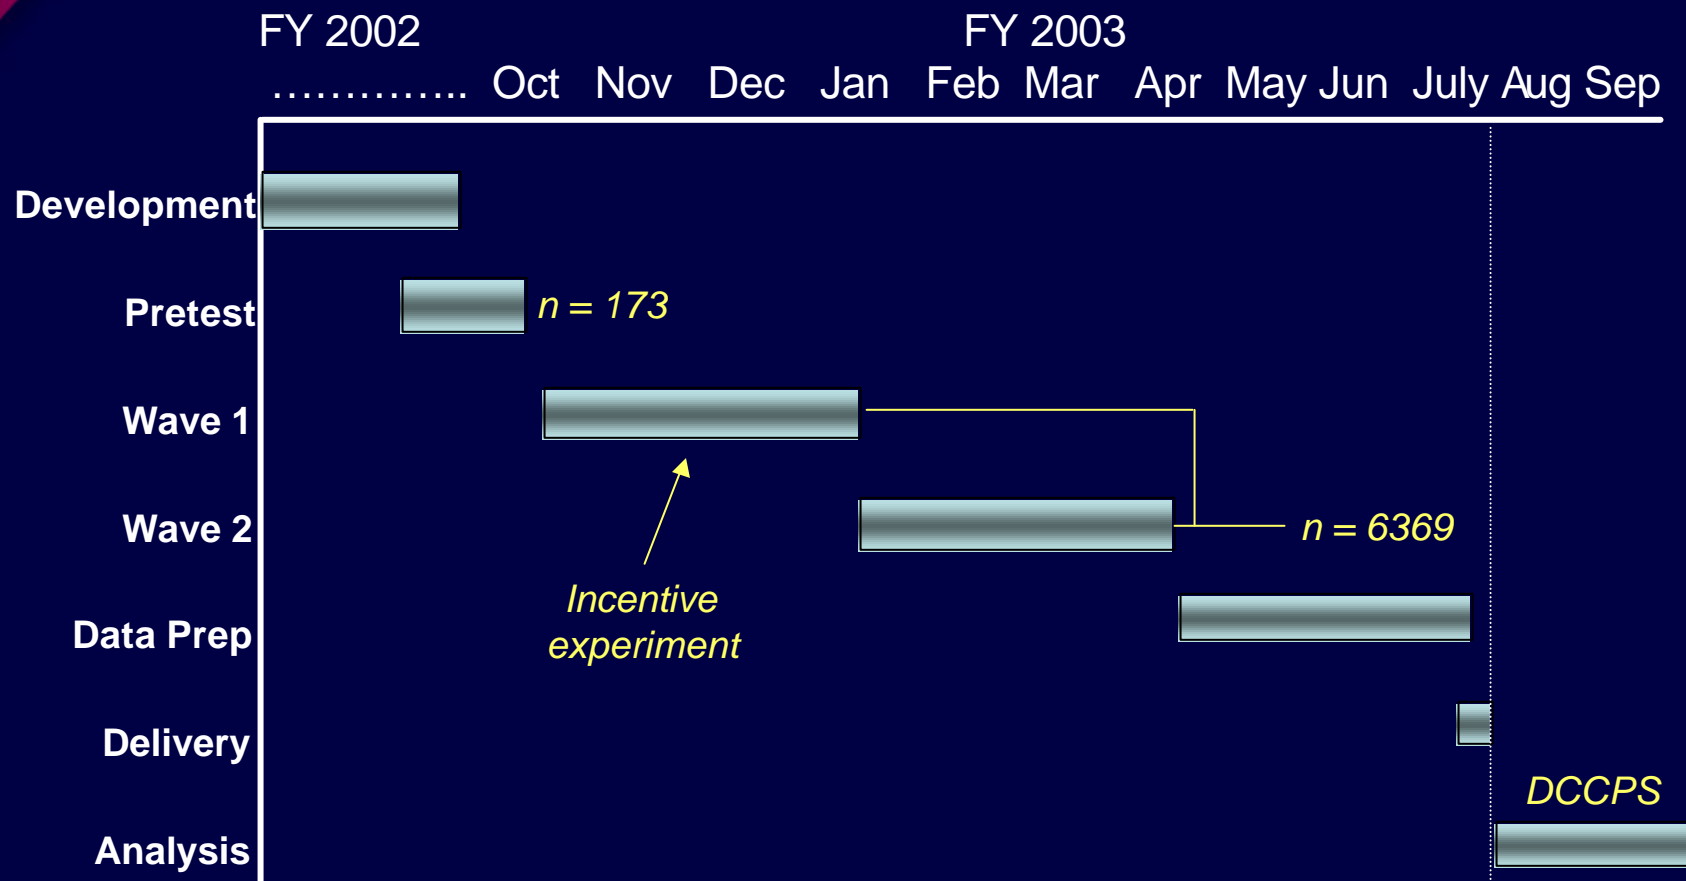 FY 2002 FY 2003
………….. Oct Nov Dec Jan Feb Mar Apr May Jun July Aug Sep
Development
Pretest n = 173
Wave 1
Wave 2 n = 6369
Incentive
experiment
Data Prep
Delivery
DCCPS
Analysis